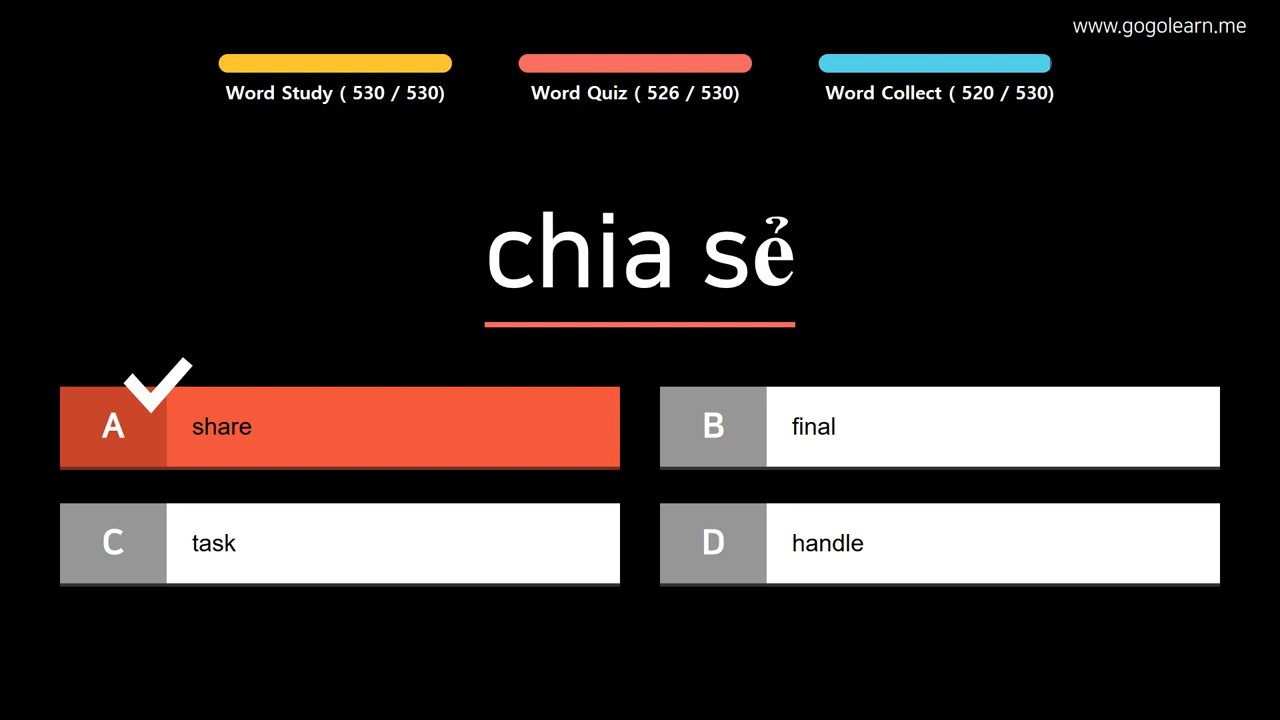 www.gogolearn.me
Word Study ( 530 / 530)
Word Quiz ( 526 / 530)
Word Collect ( 520 / 530)
chia sẻ
A share
B final
C task
D handle